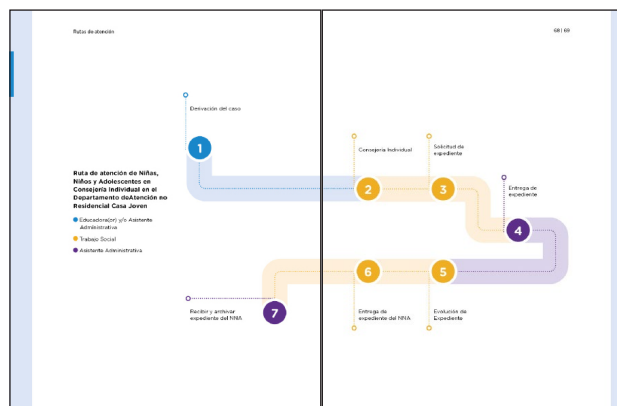 Rutas de atención
68 | 69
Derivación del caso
1
Ruta de atención de Niñas,
Niños y Adolescentes en
Consejería Individual en el
Departamento deAtención no
Residencial Casa Joven
Educadora(or) y/o Asistente
Administrativa
Trabajo Social
Asistente Administrativa
Consejería Individual
Solicitud de
expediente
2
3
Entrega de
expediente
4
6
5
7
Recibir y archivar
expediente del NNA
Entrega de
expediente del NNA
Evolución de
Expediente